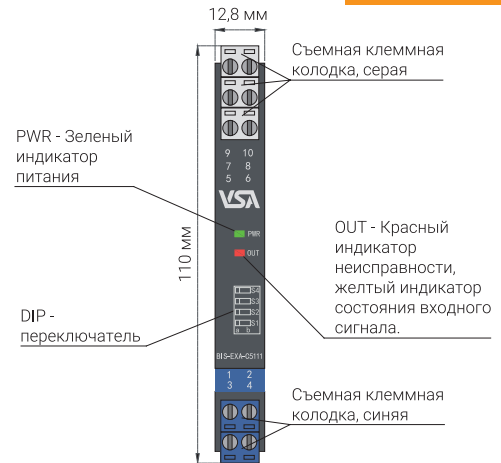 12,8 мм
Съемная клеммная
колодка, серая
PWR - Зеленый
индикатор
питания
9 10
7 8
5 6
VSA
PWR
OUT
110 мм
OUT - Красный
индикатор
неисправности,
желтый индикатор
состояния входного
сигнала.
DIP -
переключатель
S4
S3
S2
S1
a b
BIS-EXA-C5111
1 2
3 4
Съемная клеммная
колодка, синяя